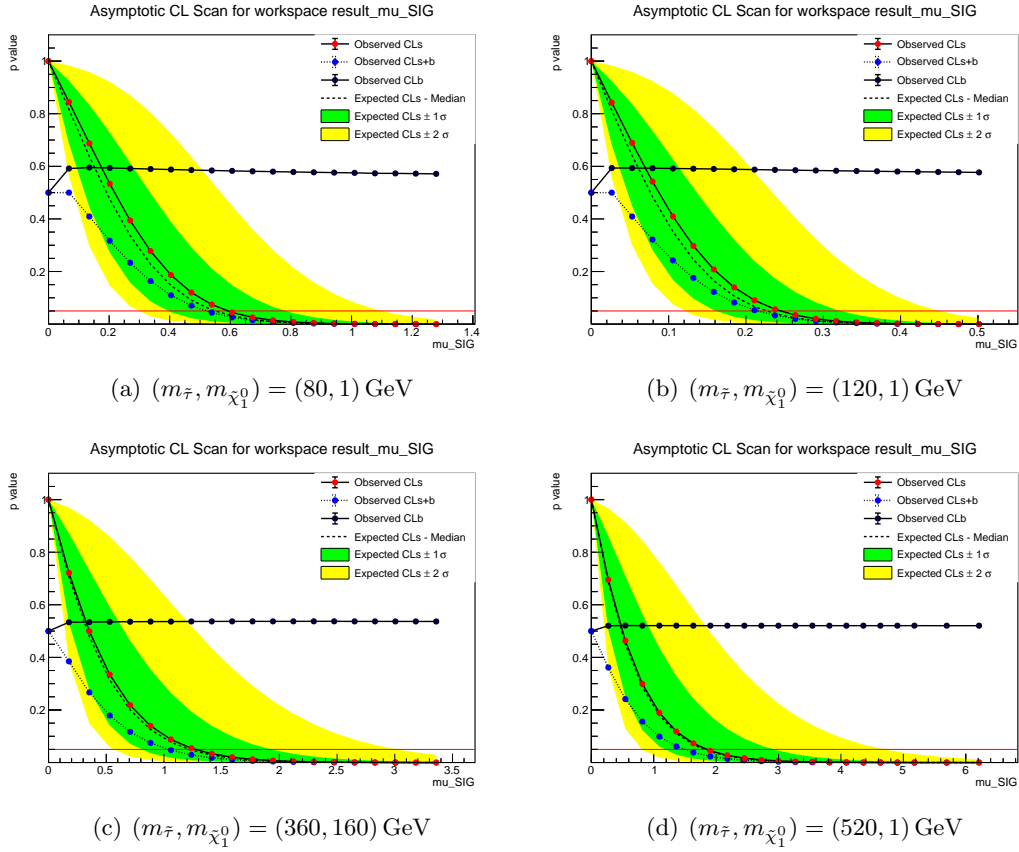 Asymptotic CL Scan for workspace result_mu_SIG
p value
1
0.8
0.6
0.4
0.2
0 0.2 0.4 0.6 0.8 1 1.2 1.4
mu_SIG
Observed CLs
Observed CLs+b
Observed CLb
Expected CLs - Median
Expected CLs ± 1σ
Expected CLs ± 2 σ
(a) (m_τ̃, m_χ̃₁⁰) = (80, 1) GeV
Asymptotic CL Scan for workspace result_mu_SIG
p value
1
0.8
0.6
0.4
0.2
0 0.1 0.2 0.3 0.4 0.5
mu_SIG
Observed CLs
Observed CLs+b
Observed CLb
Expected CLs - Median
Expected CLs ± 1σ
Expected CLs ± 2 σ
(b) (m_τ̃, m_χ̃₁⁰) = (120, 1) GeV
Asymptotic CL Scan for workspace result_mu_SIG
p value
1
0.8
0.6
0.4
0.2
0 0.5 1 1.5 2 2.5 3 3.5
mu_SIG
Observed CLs
Observed CLs+b
Observed CLb
Expected CLs - Median
Expected CLs ± 1σ
Expected CLs ± 2 σ
(c) (m_τ̃, m_χ̃₁⁰) = (360, 160) GeV
Asymptotic CL Scan for workspace result_mu_SIG
p value
1
0.8
0.6
0.4
0.2
0 1 2 3 4 5 6
mu_SIG
Observed CLs
Observed CLs+b
Observed CLb
Expected CLs - Median
Expected CLs ± 1σ
Expected CLs ± 2 σ
(d) (m_τ̃, m_χ̃₁⁰) = (520, 1) GeV